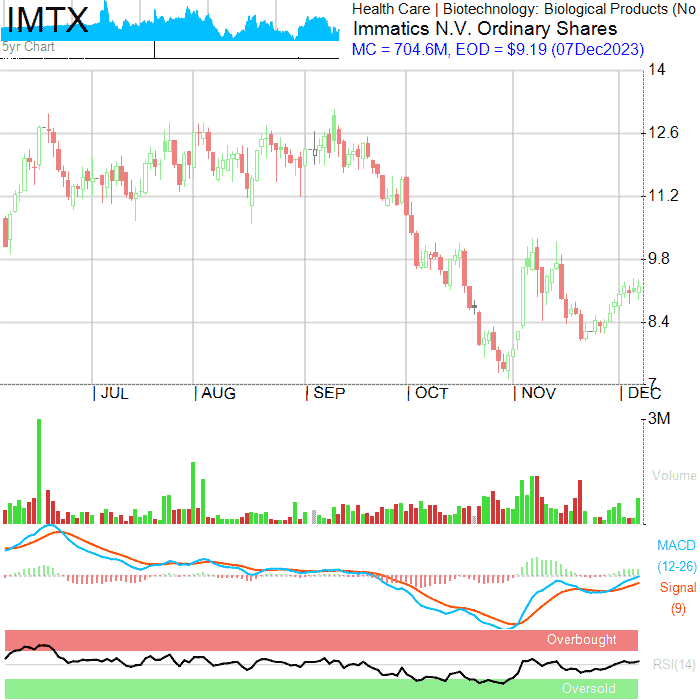 IMTX
5yr Chart
Health Care | Biotechnology: Biological Products (No
Immatics N.V. Ordinary Shares
MC = 704.6M, EOD = $9.19 (07Dec2023)
14
12.6
11.2
9.8
8.4
7
JUL AUG SEP OCT NOV DEC
3M
Volume
MACD
(12-26)
Signal
(9)
Overbought
RSI(14)
Oversold